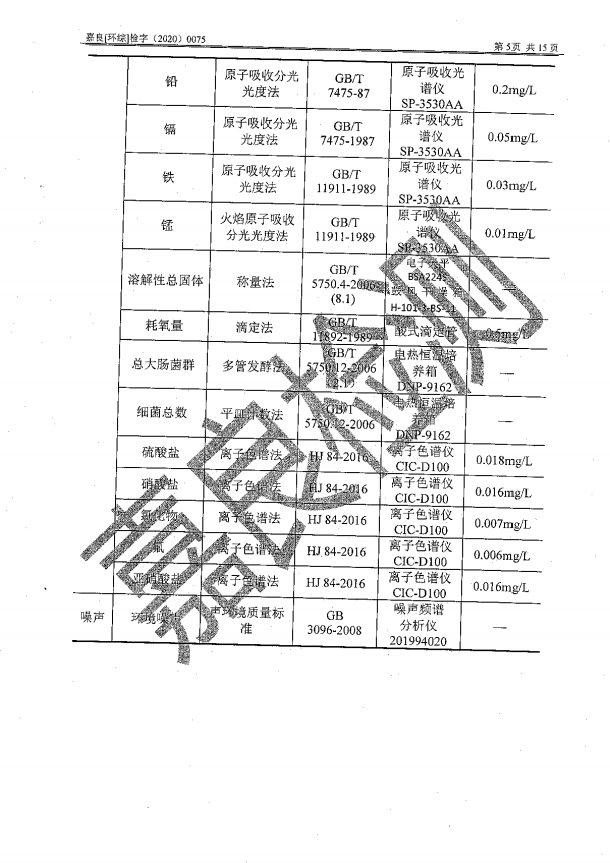 嘉良[环综]检字（2020）0075
第 5页 共 15 页
铅
原子吸收分光
光度法
GB/T
7475-87
原子吸收光
谱仪
SP-3530AA
0.2mg/L
镉
原子吸收分光
光度法
GB/T
7475-1987
原子吸收光
谱仪
SP-3530AA
0.05mg/L
铁
原子吸收分光
光度法
GB/T
11911-1989
原子吸收光
谱仪
SP-3530AA
0.03mg/L
锰
火焰原子吸收
分光光度法
GB/T
11911-1989
原子吸收光
谱仪
SP-3530AA
0.01mg/L
溶解性总固体
称量法
GB/T
5750.4-2006
(8.1)
电子天平
BSA224S
鼓风干燥箱
H-101-3-BS-11
—
耗氧量
滴定法
GB/T
11892-1989
酸式滴定管
0.5mg/L
总大肠菌群
多管发酵法
GB/T
5750.12-2006
(2.1)
电热恒温培
养箱
DNP-9162
—
细菌总数
平皿计数法
GB/T
5750.12-2006
电热恒温培
养箱
DNP-9162
—
硫酸盐
离子色谱法
HJ 84-2016
离子色谱仪
CIC-D100
0.018mg/L
硝酸盐
离子色谱法
HJ 84-2016
离子色谱仪
CIC-D100
0.016mg/L
氯化物
离子色谱法
HJ 84-2016
离子色谱仪
CIC-D100
0.007mg/L
氟
离子色谱法
HJ 84-2016
离子色谱仪
CIC-D100
0.006mg/L
亚硝酸盐
离子色谱法
HJ 84-2016
离子色谱仪
CIC-D100
0.016mg/L
噪声
环境噪声
声环境质量标
准
GB
3096-2008
噪声频谱
分析仪
201994020
—
嘉良检测